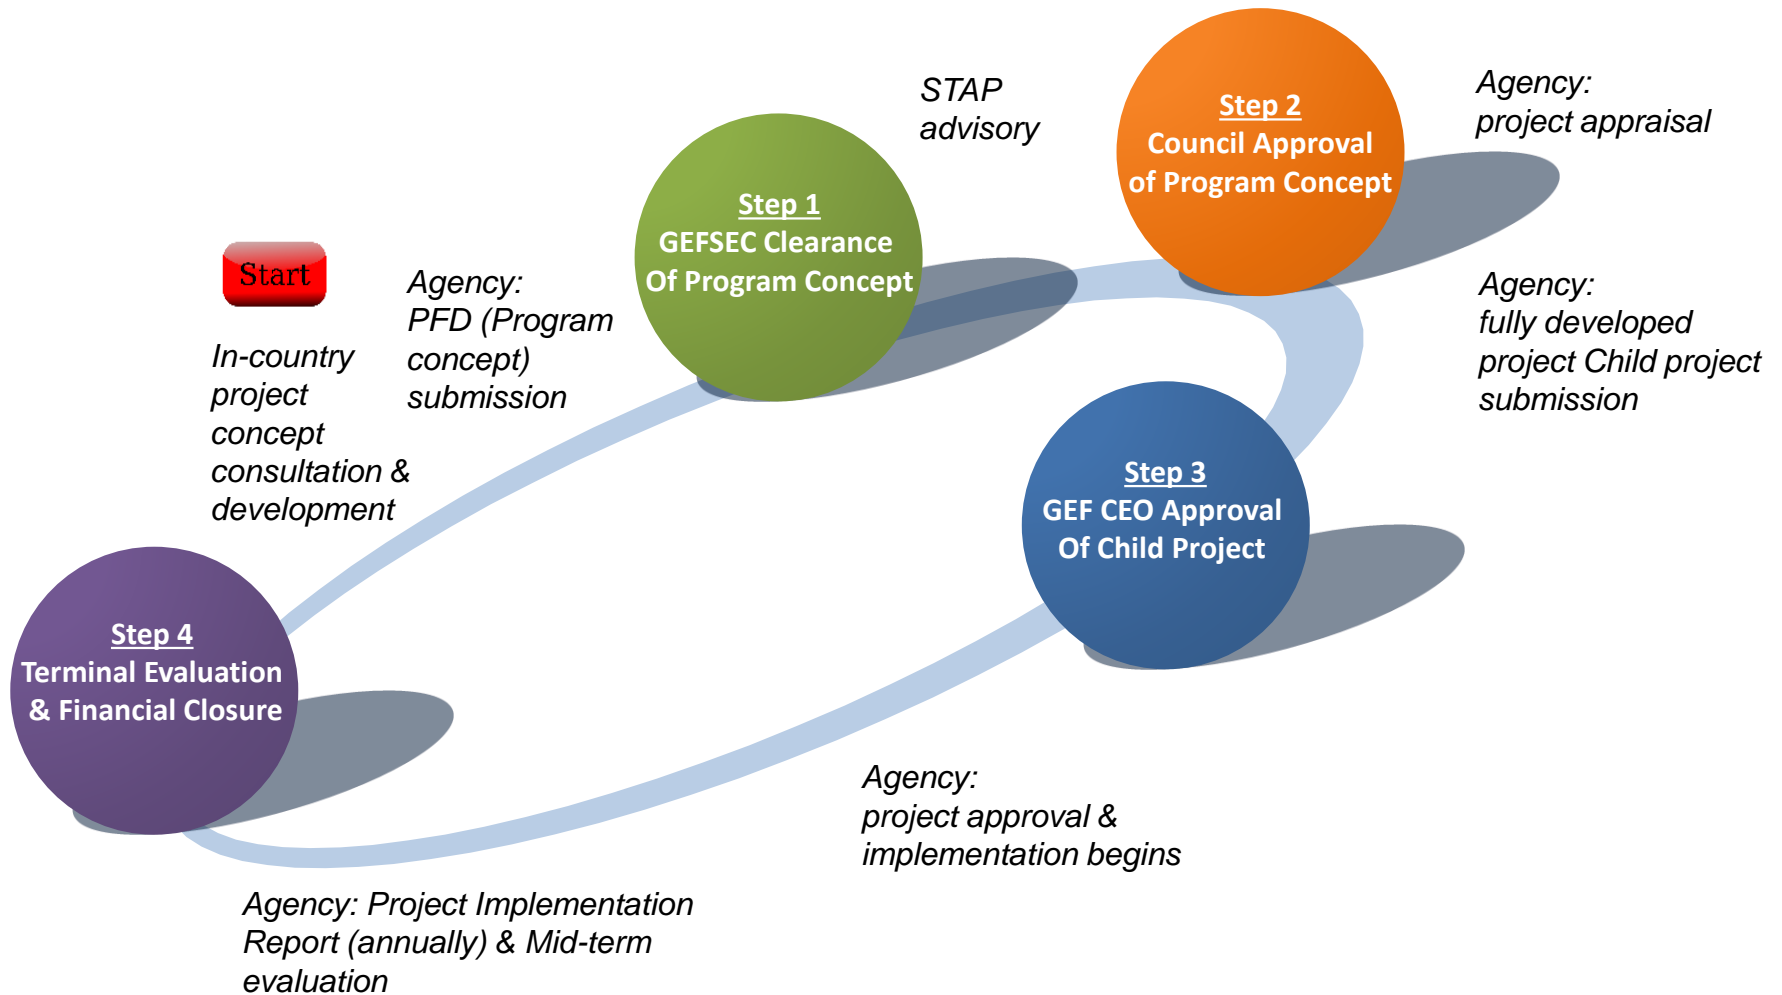 Start
In-country
project
concept
consultation &
development
Agency:
PFD (Program
concept)
submission
Step 1
GEFSEC Clearance
Of Program Concept
STAP
advisory
Step 2
Council Approval
of Program Concept
Agency:
project appraisal
Agency:
fully developed
project Child project
submission
Step 3
GEF CEO Approval
Of Child Project
Agency:
project approval &
implementation begins
Agency: Project Implementation
Report (annually) & Mid-term
evaluation
Step 4
Terminal Evaluation
& Financial Closure